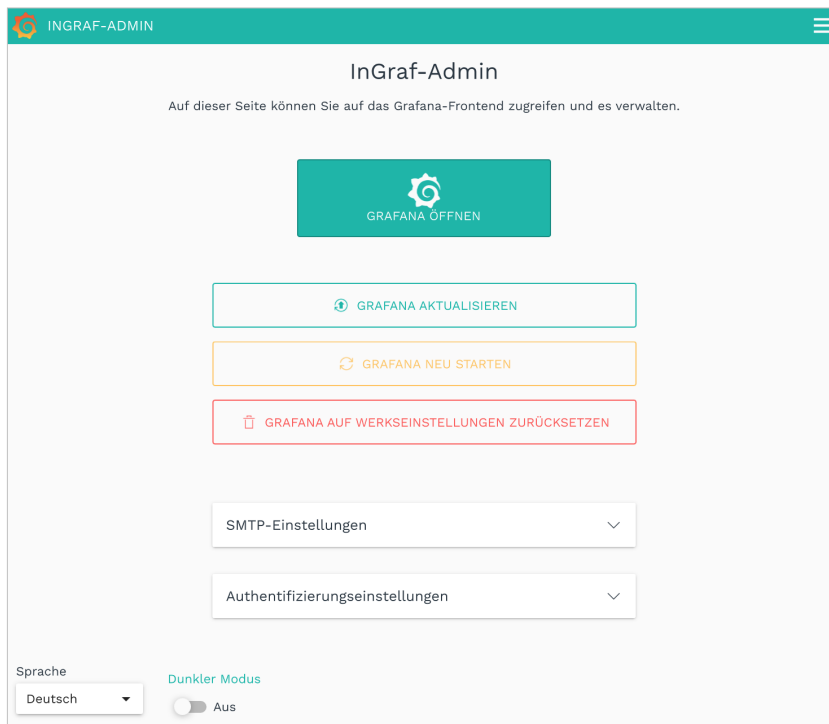 INGRAF-ADMIN
InGraf-Admin
Auf dieser Seite können Sie auf das Grafana-Frontend zugreifen und es verwalten.
GRAFANA ÖFFNEN
GRAFANA AKTUALISIEREN
GRAFANA NEU STARTEN
GRAFANA AUF WERKSEINSTELLUNGEN ZURÜCKSETZEN
SMTP-Einstellungen
Authentifizierungseinstellungen
Sprache
Deutsch
Dunkler Modus
Aus